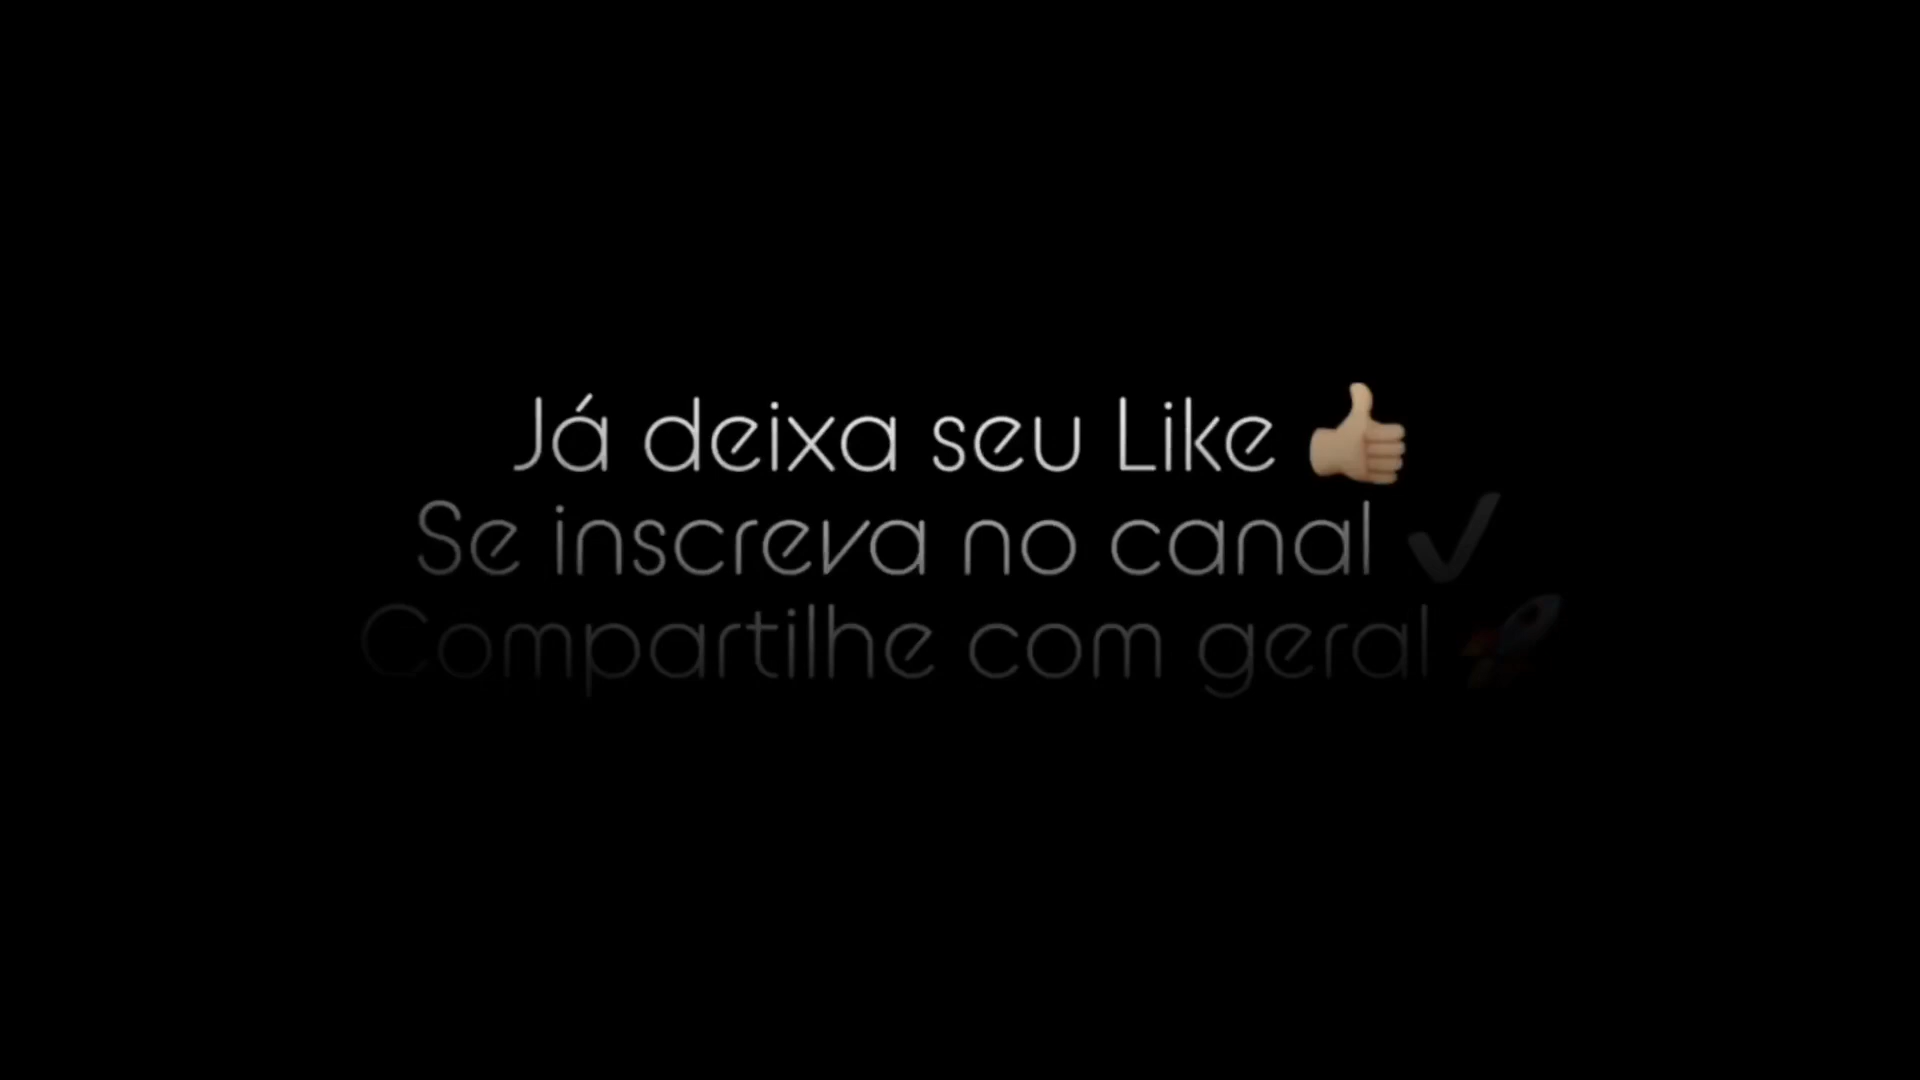 Já deixa seu Like 👍🏼
Se inscreva no canal ✔
Compartilhe com geral 🚀